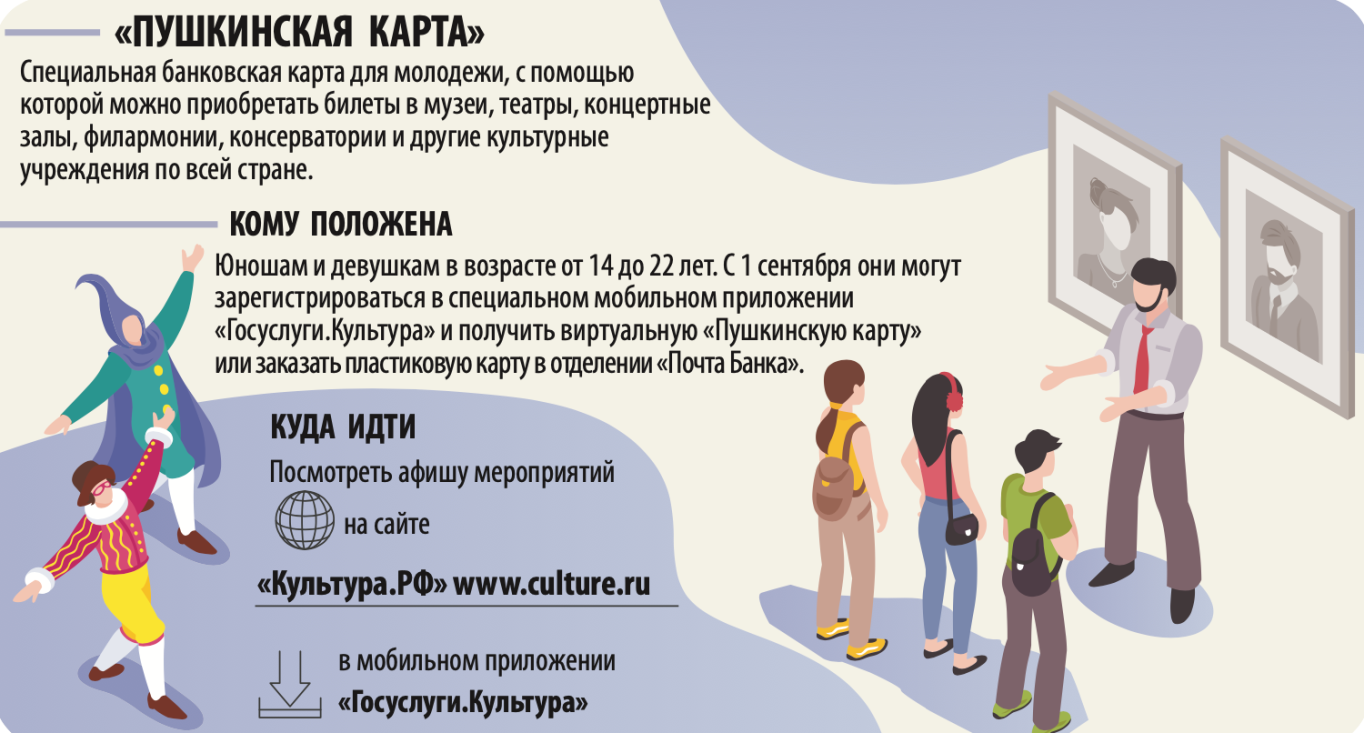 «ПУШКИНСКАЯ КАРТА»
Специальная банковская карта для молодежи, с помощью
которой можно приобретать билеты в музеи, театры, концертные
залы, филармонии, консерватории и другие культурные
учреждения по всей стране.
КОМУ ПОЛОЖЕНА
Юношам и девушкам в возрасте от 14 до 22 лет. С 1 сентября они могут
зарегистрироваться в специальном мобильном приложении
«Госуслуги.Культура» и получить виртуальную «Пушкинскую карту»
или заказать пластиковую карту в отделении «Почта Банка».
КУДА ИДТИ
Посмотреть афишу мероприятий
на сайте
«Культура.РФ» www.culture.ru
в мобильном приложении
«Госуслуги.Культура»